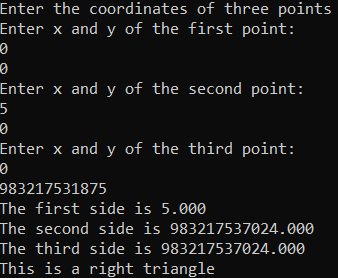 Enter the coordinates of three points
Enter x and y of the first point:
0
0
Enter x and y of the second point:
5
0
Enter x and y of the third point:
0
983217531875
The first side is 5.000
The second side is 983217537024.000
The third side is 983217537024.000
This is a right triangle